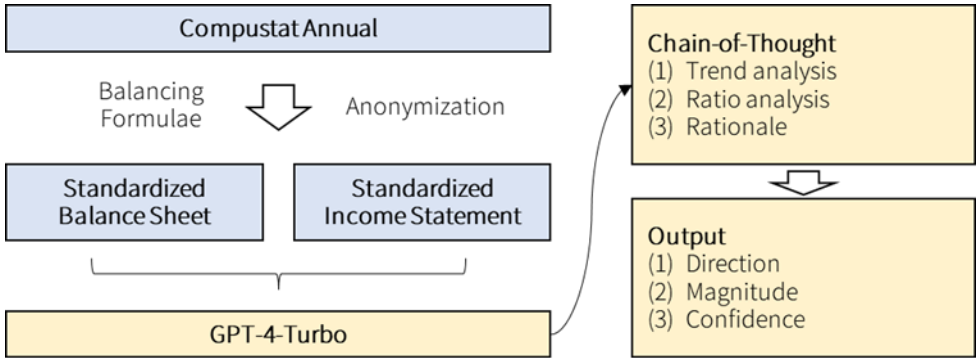 Compustat Annual
Balancing
Formulae
Anonymization
Standardized
Balance Sheet
Standardized
Income Statement
GPT-4-Turbo
Chain-of-Thought
(1) Trend analysis
(2) Ratio analysis
(3) Rationale
Output
(1) Direction
(2) Magnitude
(3) Confidence